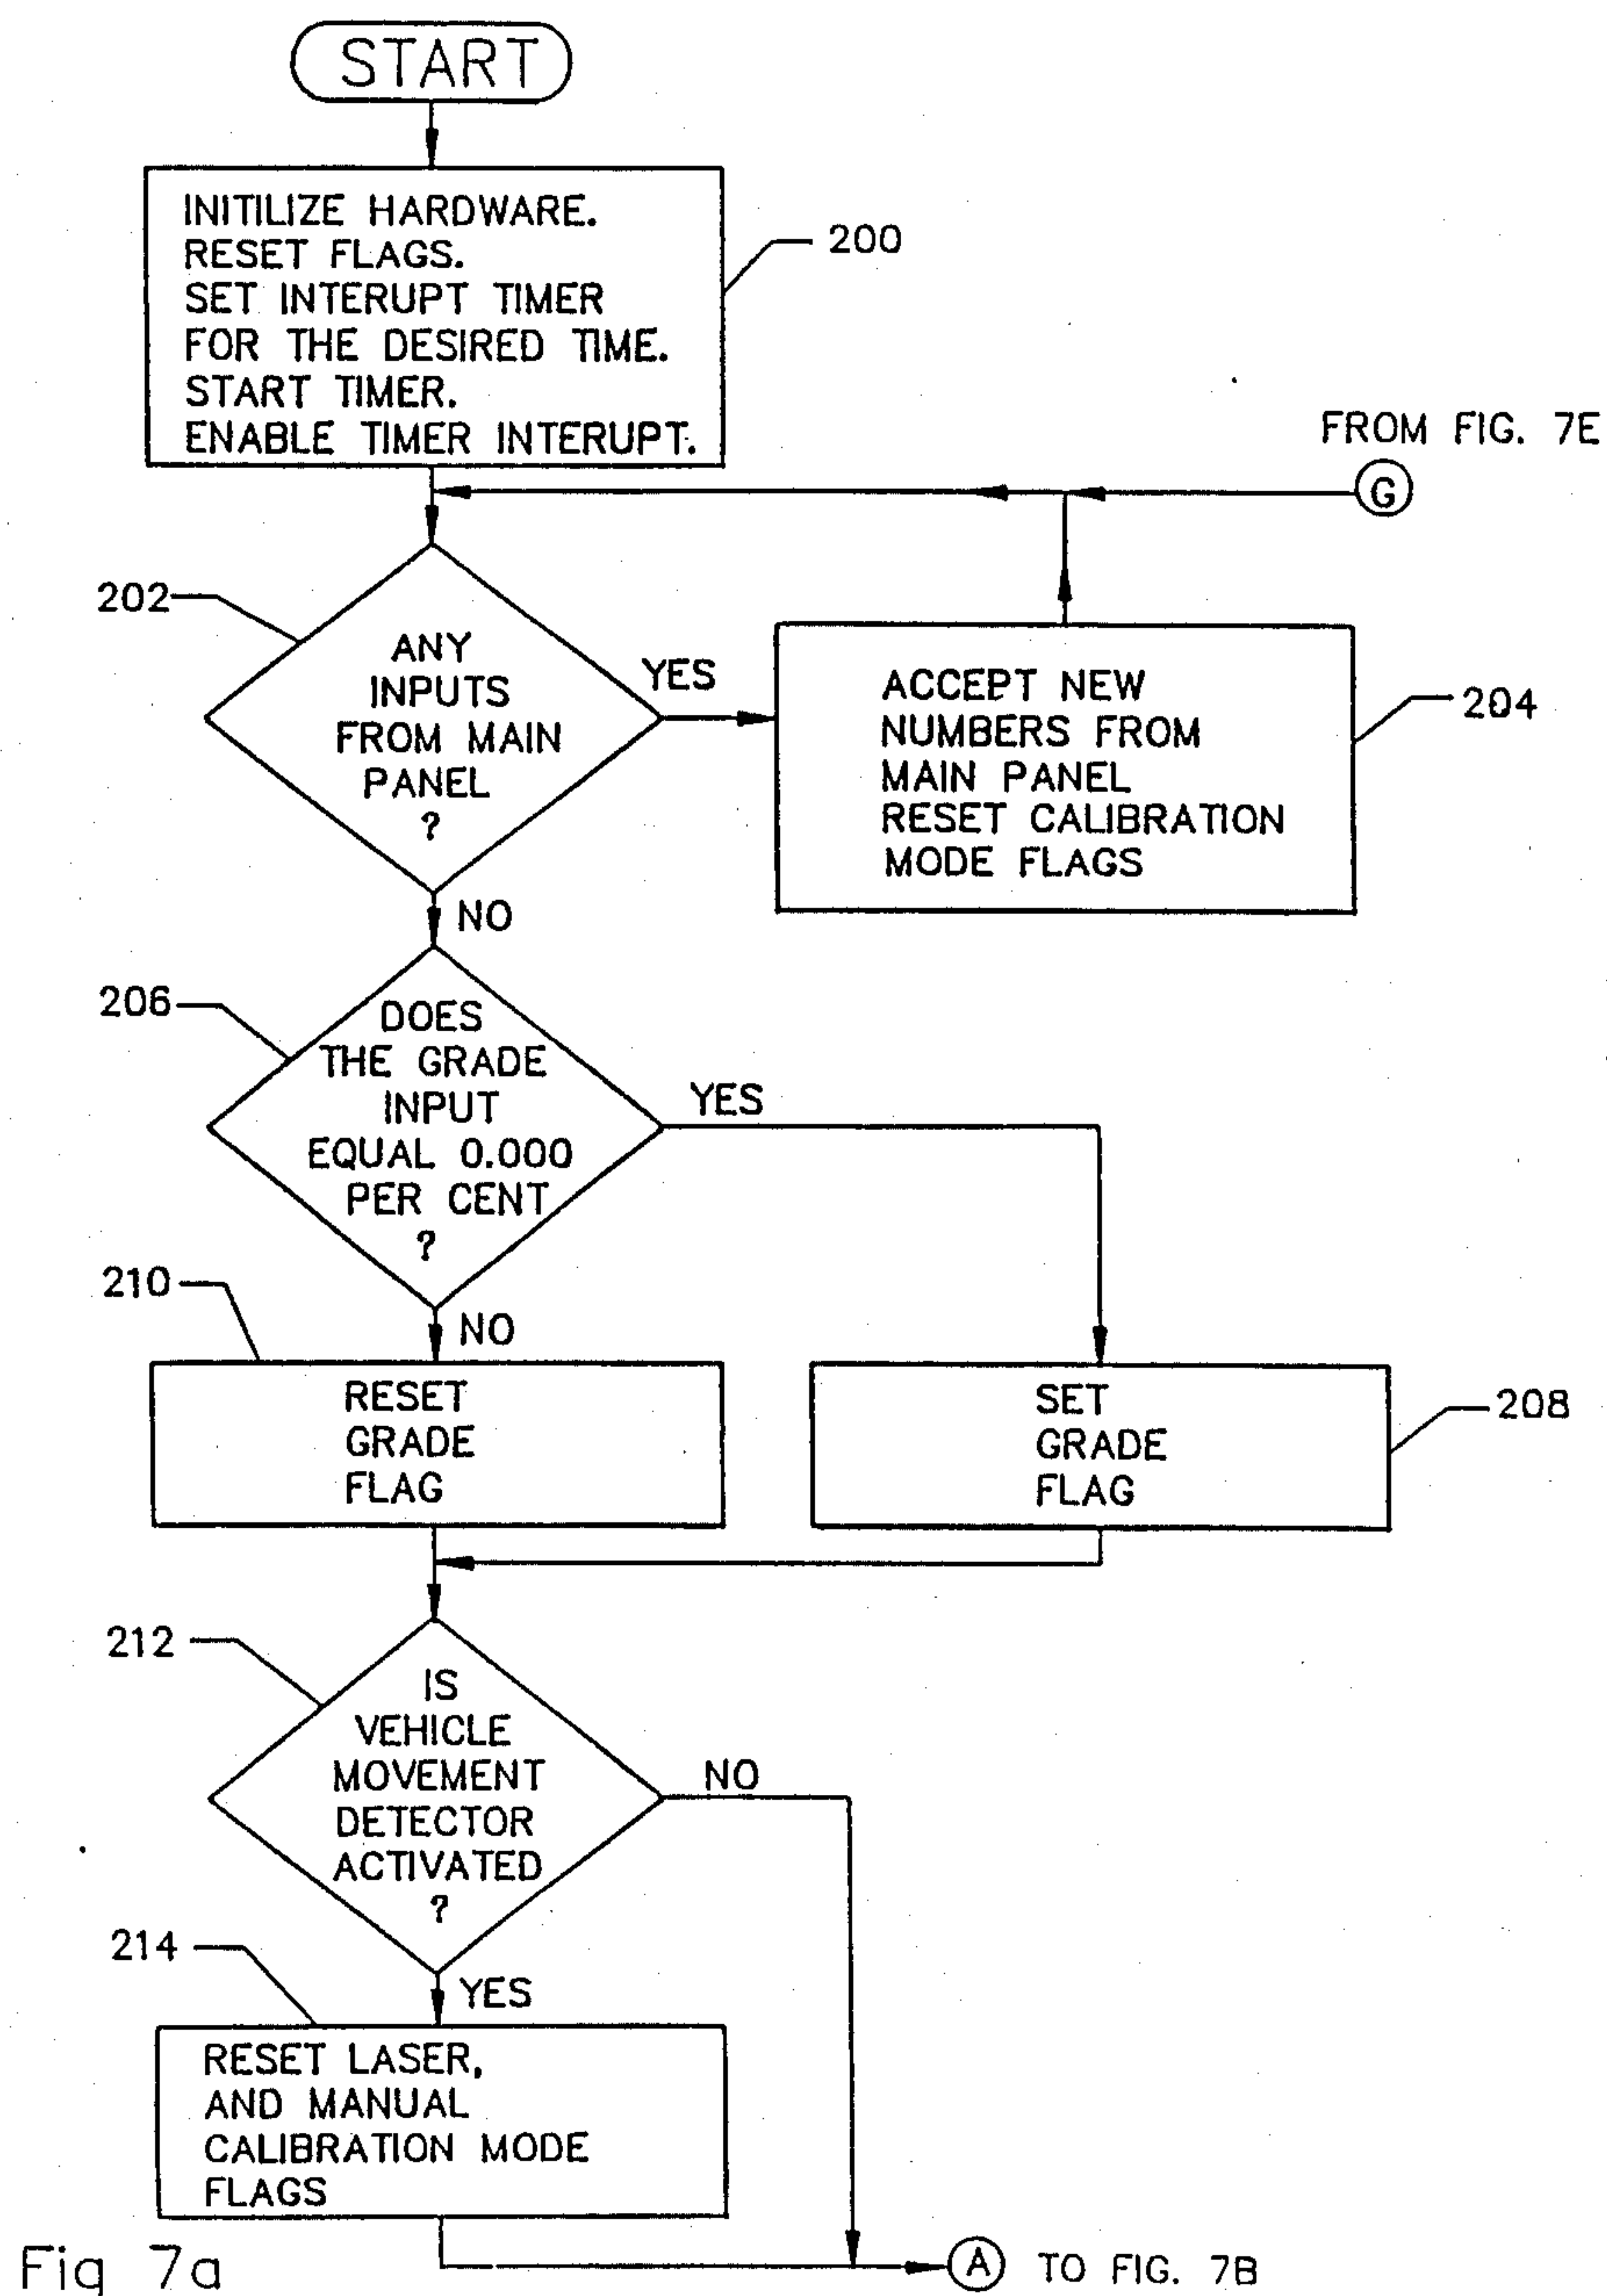 START
INITILIZE HARDWARE.
RESET FLAGS.
SET INTERUPT TIMER
FOR THE DESIRED TIME.
START TIMER.
ENABLE TIMER INTERUPT.
200
FROM FIG. 7E
G
202
ANY
INPUTS
FROM MAIN
PANEL
?
YES
ACCEPT NEW
NUMBERS FROM
MAIN PANEL
RESET CALIBRATION
MODE FLAGS
204
NO
206
DOES
THE GRADE
INPUT
EQUAL 0.000
PER CENT
?
YES
210
NO
RESET
GRADE
FLAG
SET
GRADE
FLAG
208
212
IS
VEHICLE
MOVEMENT
DETECTOR
ACTIVATED
?
NO
214
YES
RESET LASER,
AND MANUAL
CALIBRATION MODE
FLAGS
A
TO FIG. 7B
Fig 7a